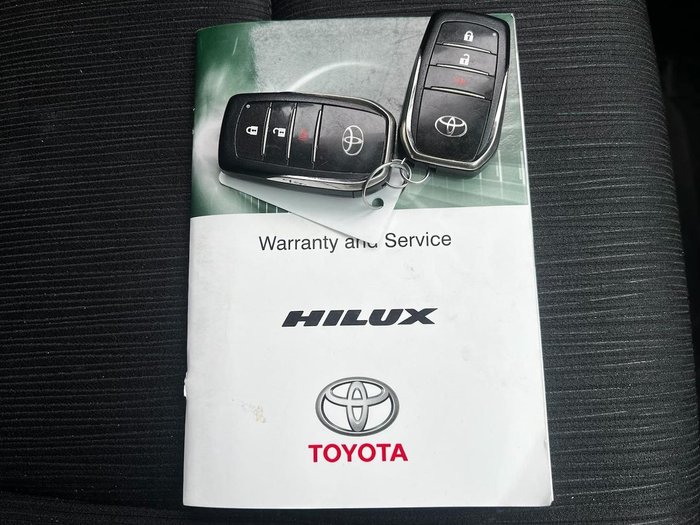 Warranty and Service
HILUX
TOYOTA